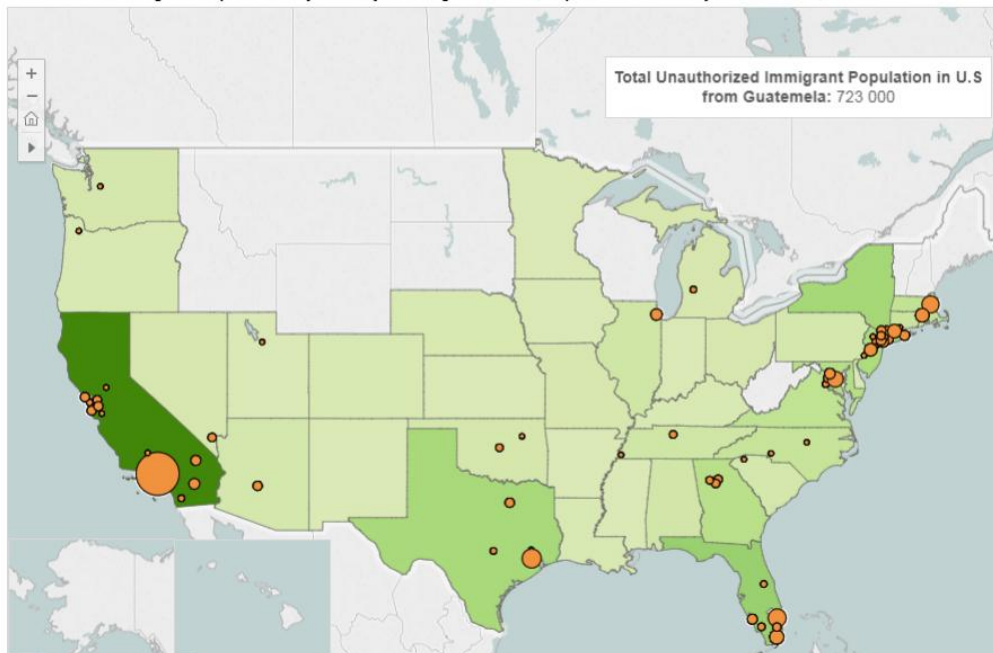 Total Unauthorized Immigrant Population in U.S
from Guatemela: 723 000